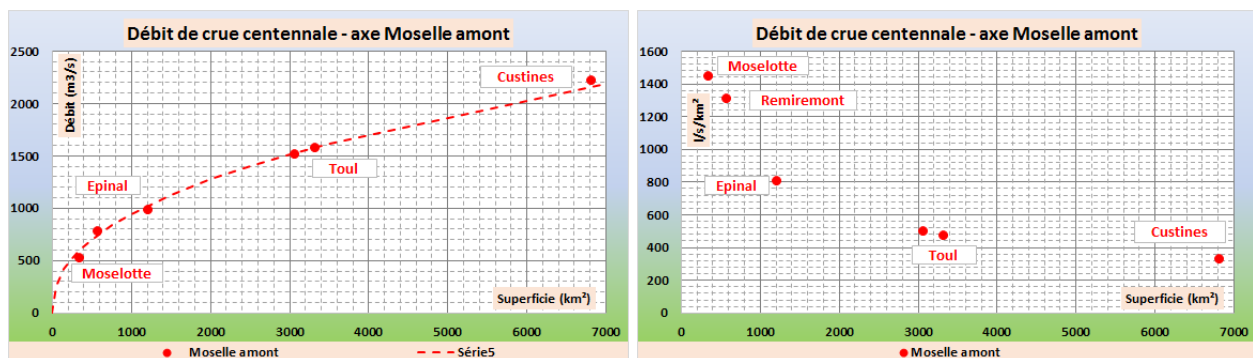 Débit de crue centennale - axe Moselle amont
2500
2000
1500
1000
500
0
Débit (m3/s)
Custines
Toul
Epinal
Moselotte
Superficie (km²)
0 1000 2000 3000 4000 5000 6000 7000
Moselle amont Série5
Débit de crue centennale - axe Moselle amont
1600
1400
1200
1000
800
600
400
200
0
l/s/km²
Moselotte
Remiremont
Epinal
Toul
Custines
Superficie (km²)
0 1000 2000 3000 4000 5000 6000 7000
Moselle amont